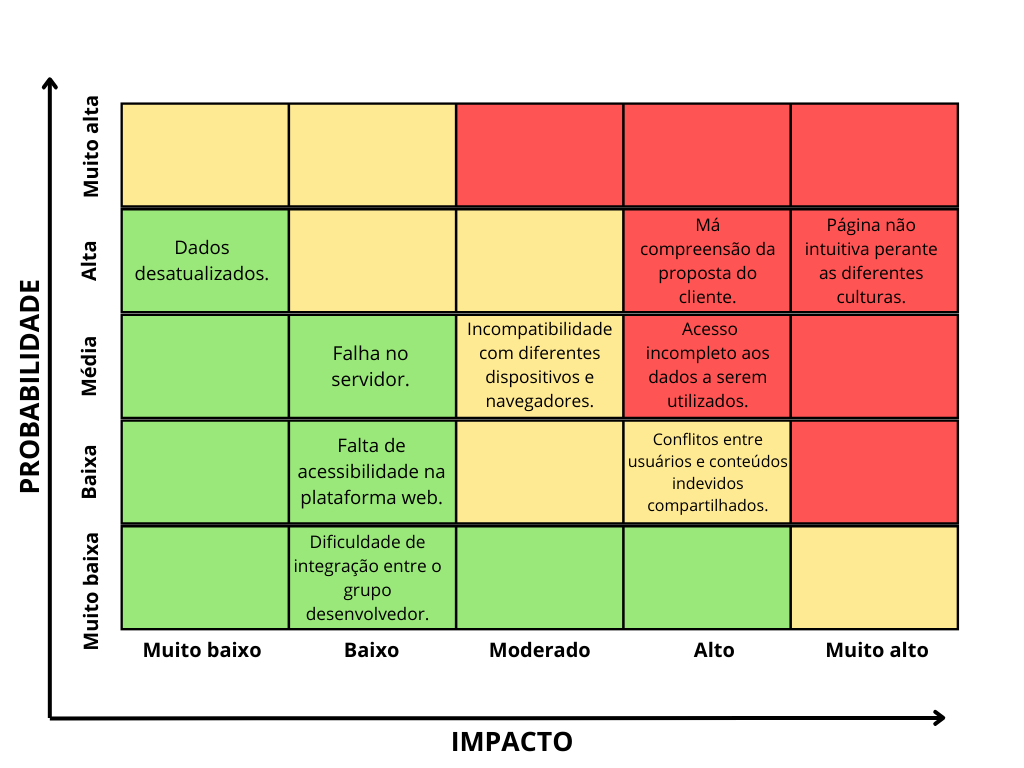 PROBABILIDADE
Muito alta
Alta
Dados
desatualizados.
Má
compreensão da
proposta do
cliente.
Página não
intuitiva perante
as diferentes
culturas.
Média
Falha no
servidor.
Incompatibilidade
com diferentes
dispositivos e
navegadores.
Acesso
incompleto aos
dados a serem
utilizados.
Baixa
Falta de
acessibilidade na
plataforma web.
Conflitos entre
usuários e conteúdos
indevidos
compartilhados.
Muito baixa
Dificuldade de
integração entre o
grupo
desenvolvedor.
Muito baixo
Baixo
Moderado
Alto
Muito alto
IMPACTO